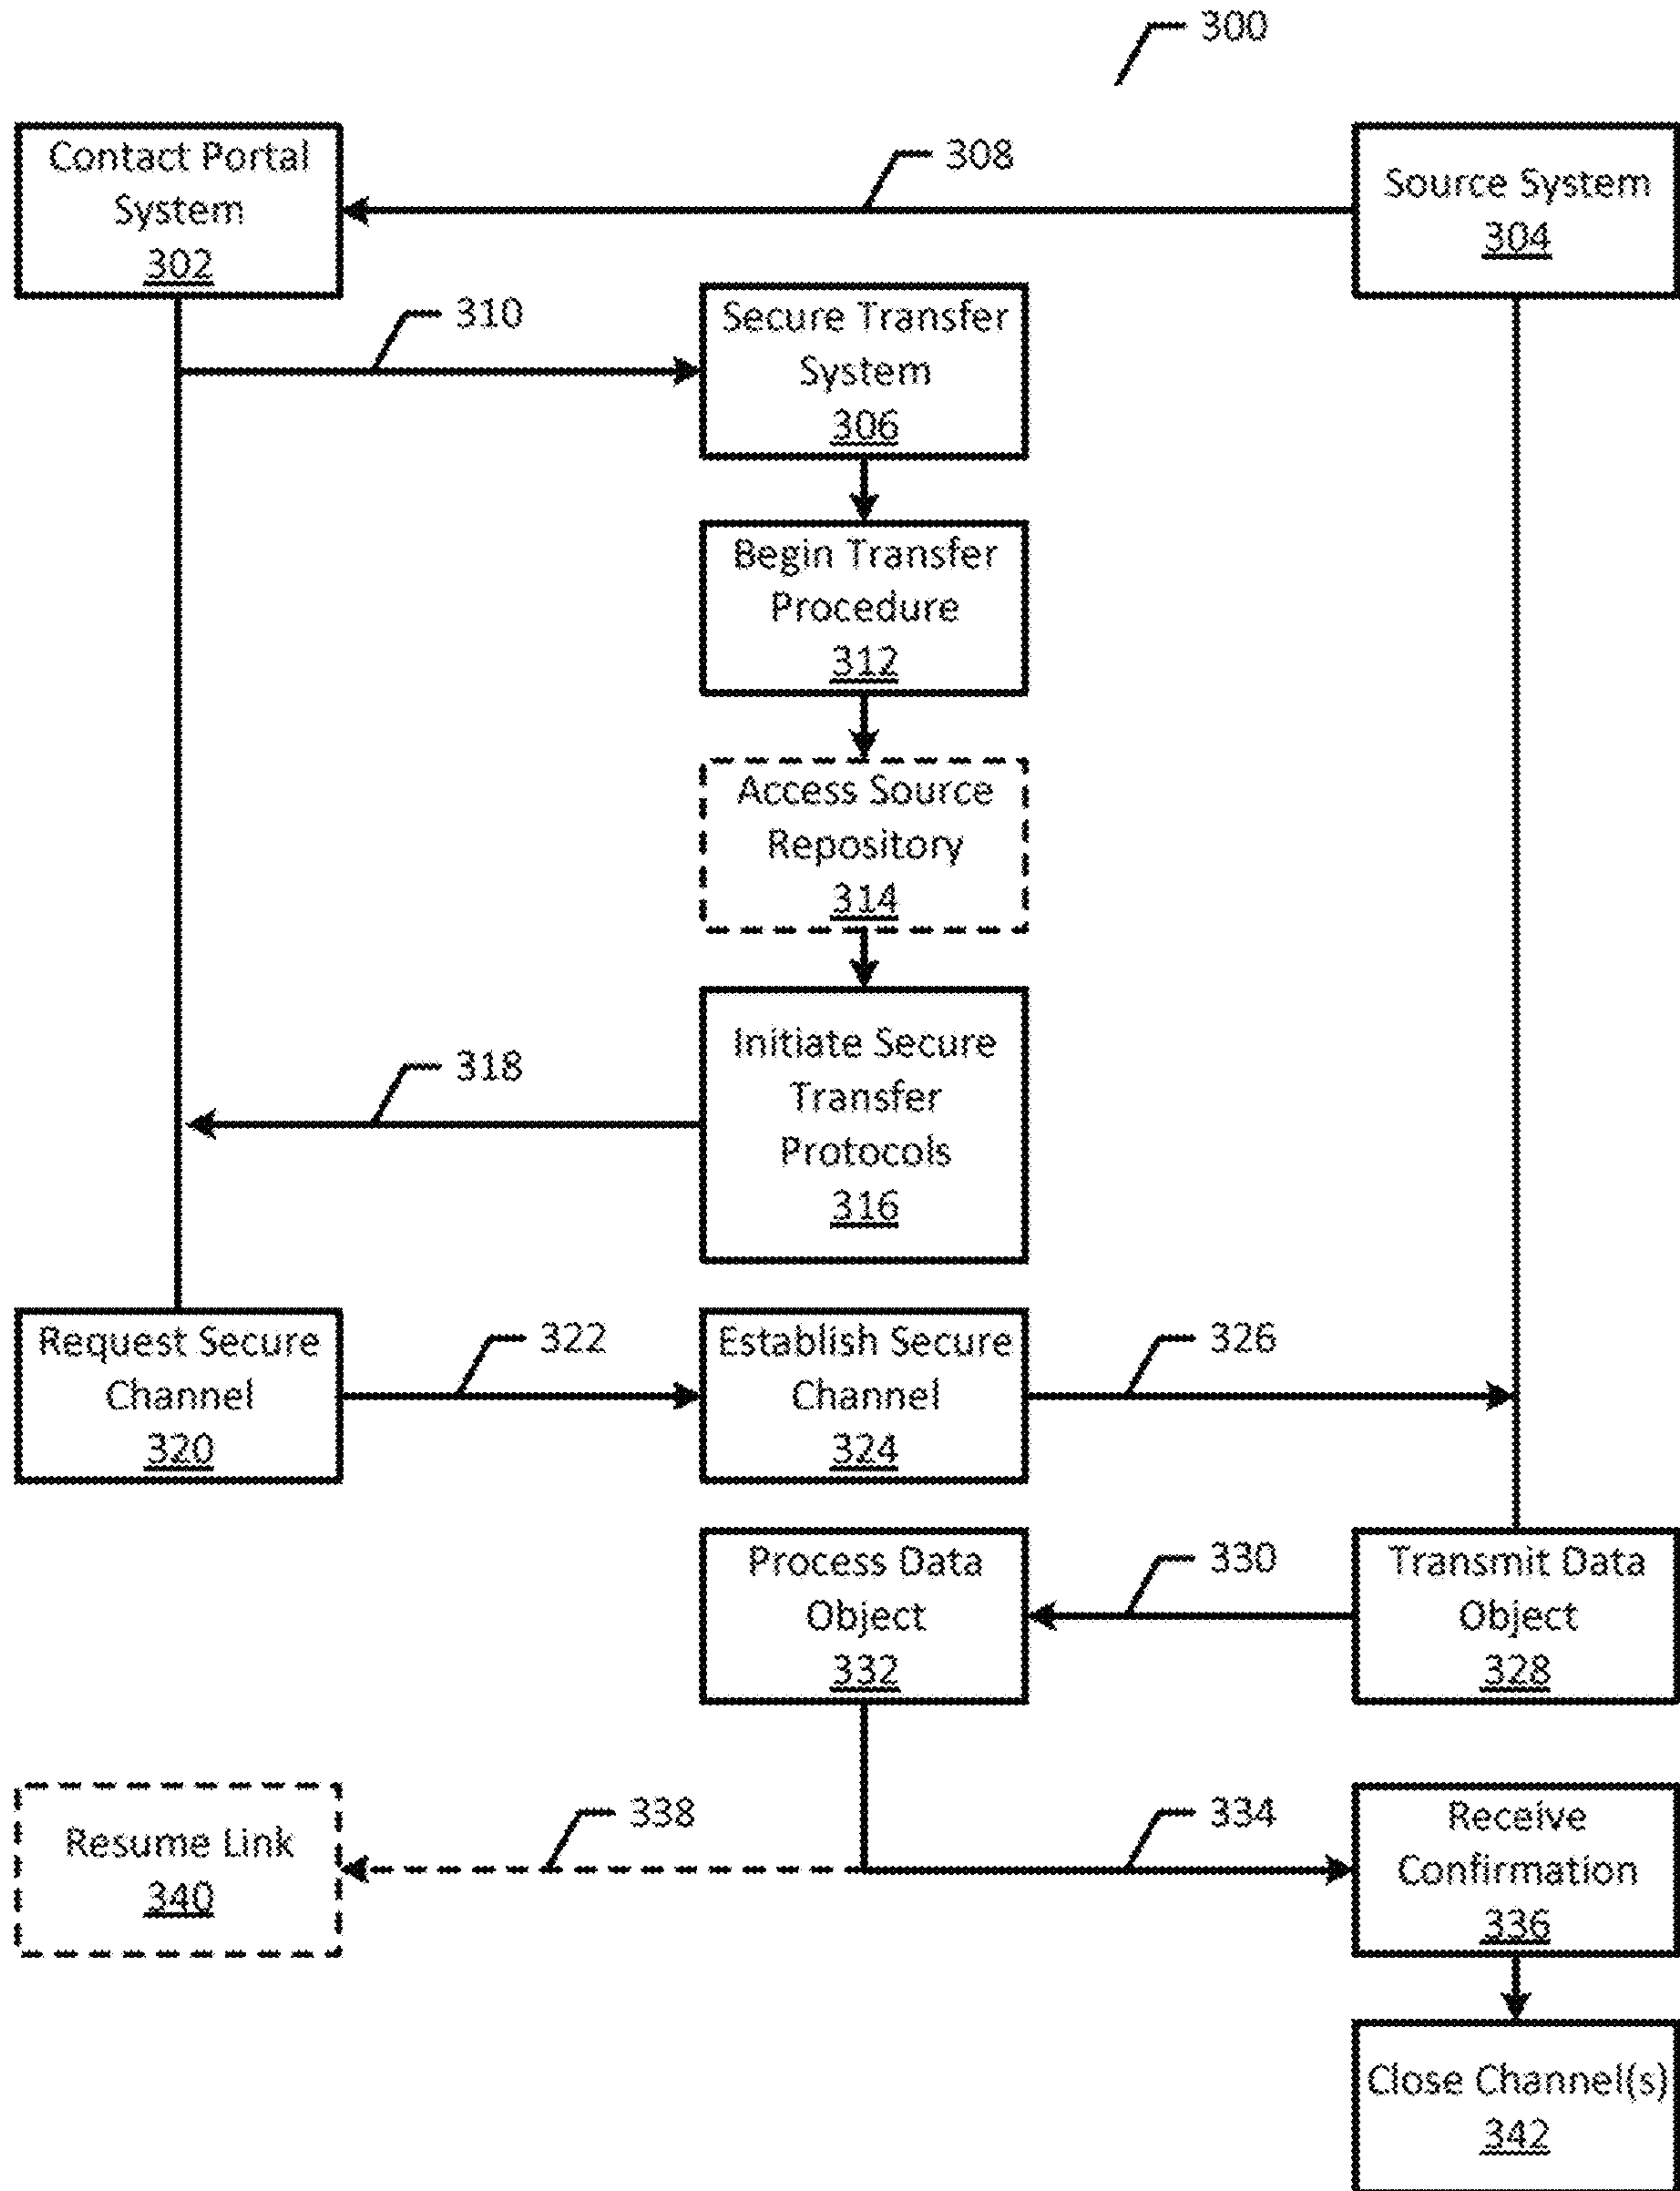 300
Contact Portal
System
302
308
Source System
304
310
Secure Transfer
System
306
Begin Transfer
Procedure
312
Access Source
Repository
314
Initiate Secure
Transfer
Protocols
316
318
Request Secure
Channel
320
322
Establish Secure
Channel
324
326
Process Data
Object
332
330
Transmit Data
Object
328
Resume Link
340
338
334
Receive
Confirmation
336
Close Channel(s)
342